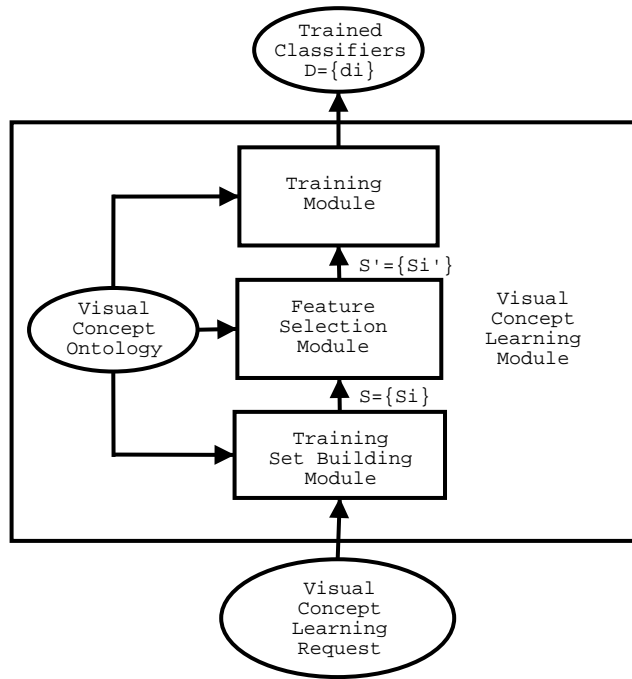 Trained
Classifiers
D={di}
Training
Module
S'={Si'}
Visual
Concept
Ontology
Feature
Selection
Module
Visual
Concept
Learning
Module
S={Si}
Training
Set Building
Module
Visual
Concept
Learning
Request